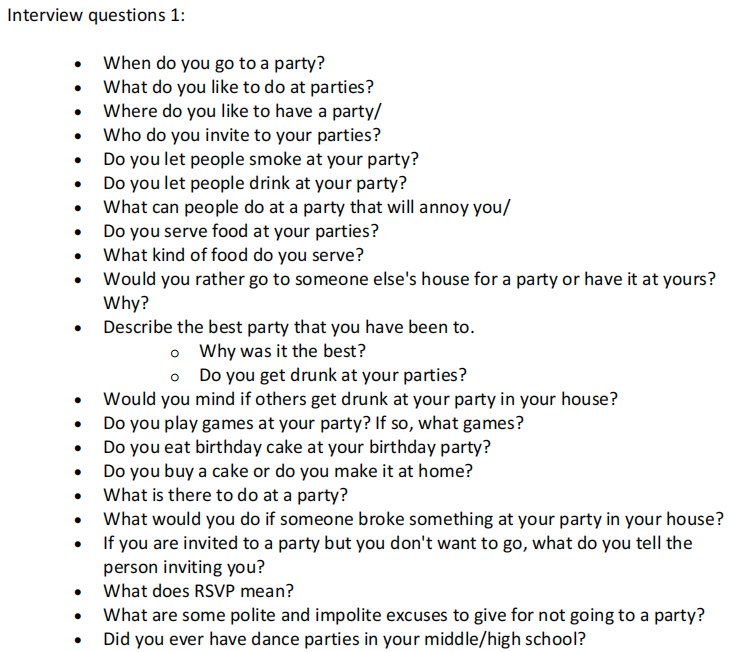 Interview questions 1:
• When do you go to a party?
• What do you like to do at parties?
• Where do you like to have a party/
• Who do you invite to your parties?
• Do you let people smoke at your party?
• Do you let people drink at your party?
• What can people do at a party that will annoy you/
• Do you serve food at your parties?
• What kind of food do you serve?
• Would you rather go to someone else's house for a party or have it at yours?
Why?
• Describe the best party that you have been to.
o Why was it the best?
o Do you get drunk at your parties?
• Would you mind if others get drunk at your party in your house?
• Do you play games at your party? If so, what games?
• Do you eat birthday cake at your birthday party?
• Do you buy a cake or do you make it at home?
• What is there to do at a party?
• What would you do if someone broke something at your party in your house?
• If you are invited to a party but you don't want to go, what do you tell the
person inviting you?
• What does RSVP mean?
• What are some polite and impolite excuses to give for not going to a party?
• Did you ever have dance parties in your middle/high school?